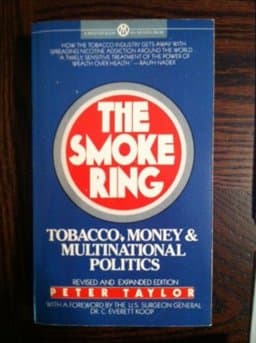 HOW THE TOBACCO INDUSTRY GETS AWAY WITH
SPREADING NICOTINE ADDICTION AROUND THE WORLD.
A TIMELY, SENSITIVE TREATMENT OF THE POWER OF
WEALTH OVER HEALTH." —RALPH NADER
THE
SMOKE
RING
TOBACCO, MONEY &
MULTINATIONAL
POLITICS
REVISED AND EXPANDED EDITION
PETER TAYLOR
WITH A FOREWORD BY THE U.S. SURGEON GENERAL
DR. C. EVERETT KOOP